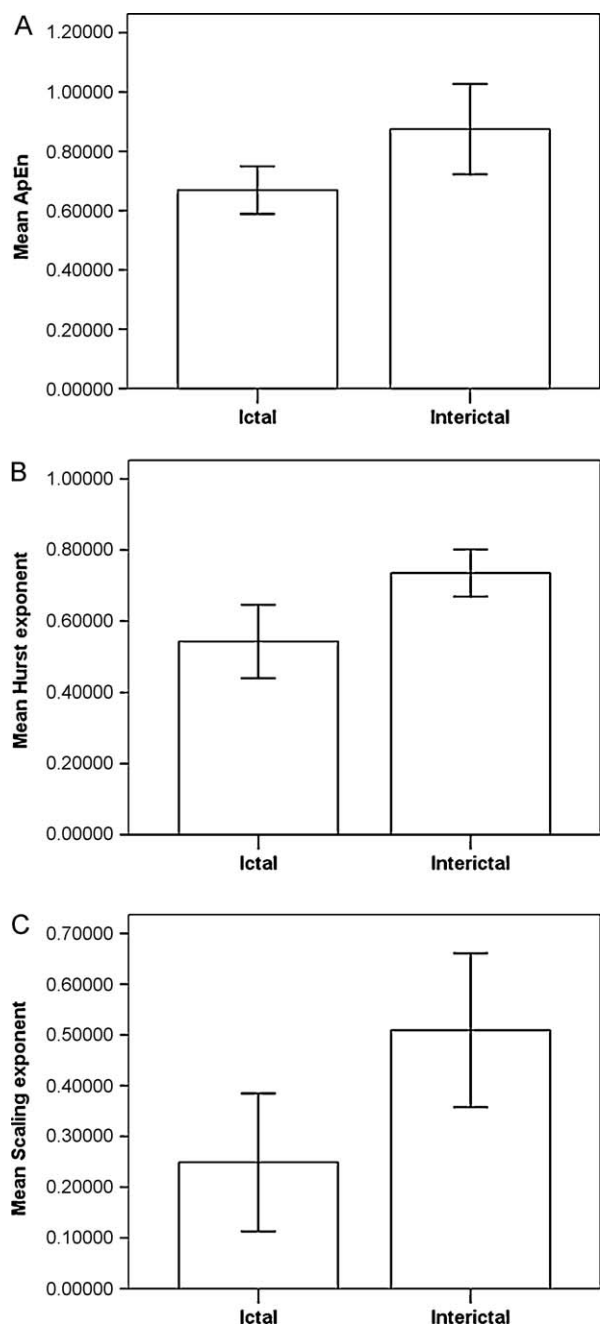 A
1.20000
1.00000
0.80000
0.60000
0.40000
0.20000
0.00000
Mean ApEn
Ictal Interictal
B
1.00000
0.80000
0.60000
0.40000
0.20000
0.00000
Mean Hurst exponent
Ictal Interictal
C
0.70000
0.60000
0.50000
0.40000
0.30000
0.20000
0.10000
0.00000
Mean Scaling exponent
Ictal Interictal